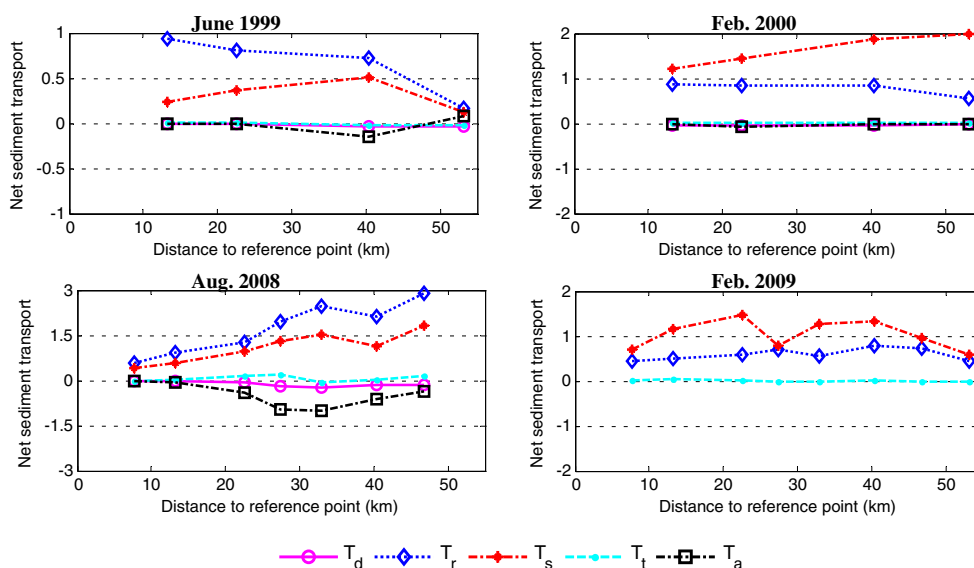 June 1999
Net sediment transport
1
0.5
0
-0.5
-1
0 10 20 30 40 50
Distance to reference point (km)
Feb. 2000
Net sediment transport
2
1
0
-1
-2
0 10 20 30 40 50
Distance to reference point (km)
Aug. 2008
Net sediment transport
3
1.5
0
-1.5
-3
0 10 20 30 40 50
Distance to reference point (km)
Feb. 2009
Net sediment transport
2
1
0
-1
-2
0 10 20 30 40 50
Distance to reference point (km)
T_d T_r T_s T_t T_a